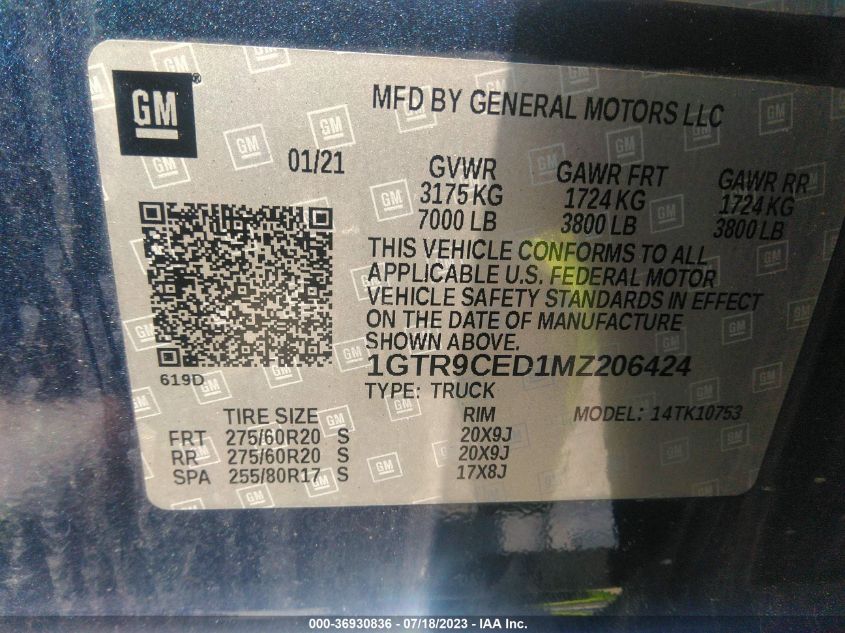 GM
MFD BY GENERAL MOTORS LLC
01/21
GVWR GAWR FRT GAWR RR
3175 KG 1724 KG 1724 KG
7000 LB 3800 LB 3800 LB
THIS VEHICLE CONFORMS TO ALL
APPLICABLE U.S. FEDERAL MOTOR
VEHICLE SAFETY STANDARDS IN EFFECT
ON THE DATE OF MANUFACTURE
SHOWN ABOVE.
1GTR9CED1MZ206424
619D
TYPE: TRUCK
MODEL: 14TK10753
TIRE SIZE RIM
FRT 275/60R20 S 20X9J
RR 275/60R20 S 20X9J
SPA 255/80R17 S 17X8J
000-36930836 - 07/18/2023 - IAA Inc.